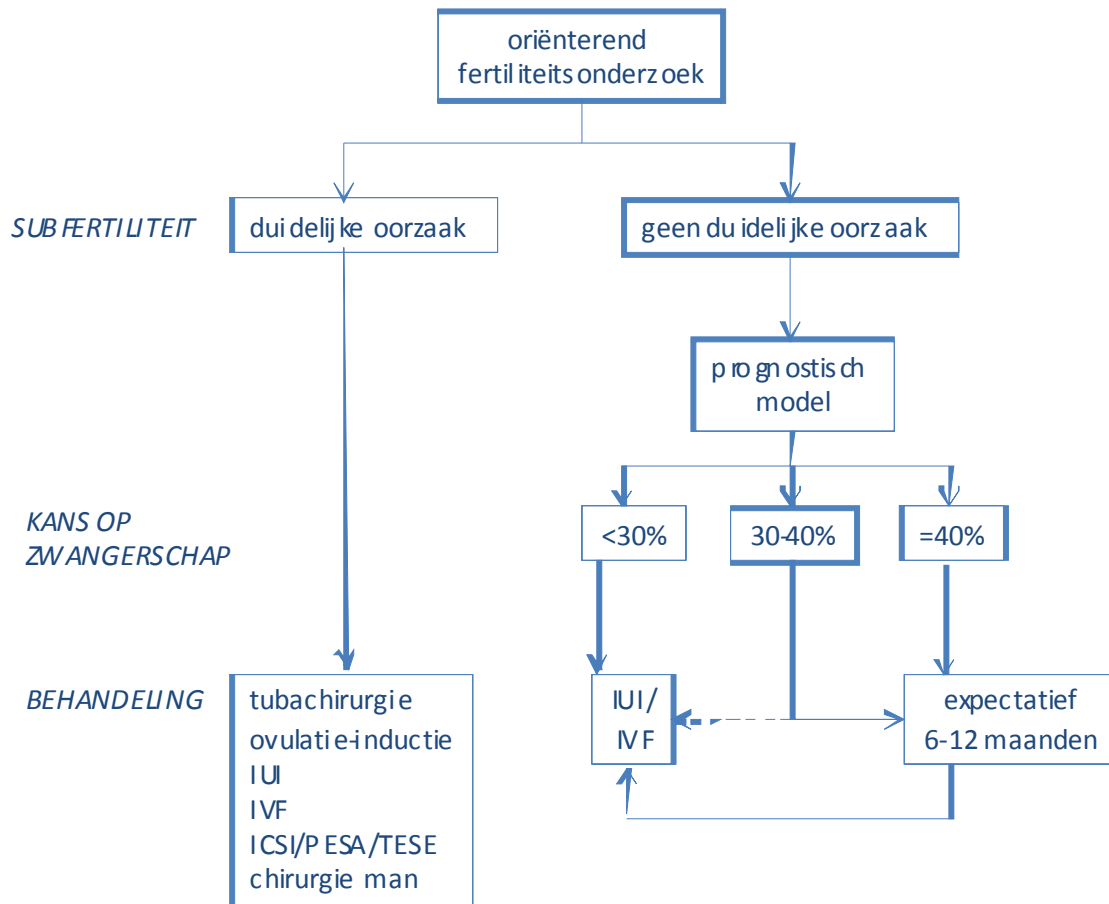 oriënterend
fertiliteitsonderzoek
SUBFERTILITEIT
duidelijke oorzaak
geen duidelijke oorzaak
prognostisch
model
KANS OP
ZWANGERSCHAP
<30%
30-40%
=40%
BEHANDELING
tubachirurgie
ovulatie-inductie
IUI
IVF
ICSI/PESA/TESE
chirurgie man
IUI/
IVF
expectatief
6-12 maanden